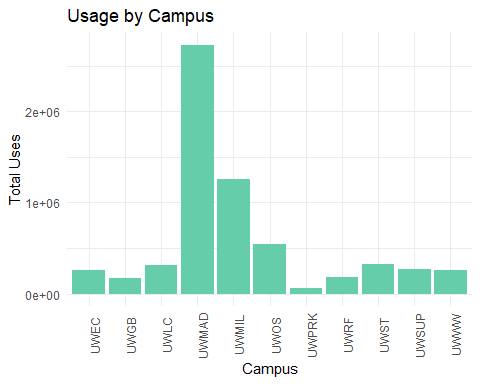 Usage by Campus
Total Uses
2e+06
1e+06
0e+00
UWEC
UWGB
UWLC
UWMAD
UWMIL
UWOS
UWPRK
UWRF
UWST
UWSUP
UWWW
Campus